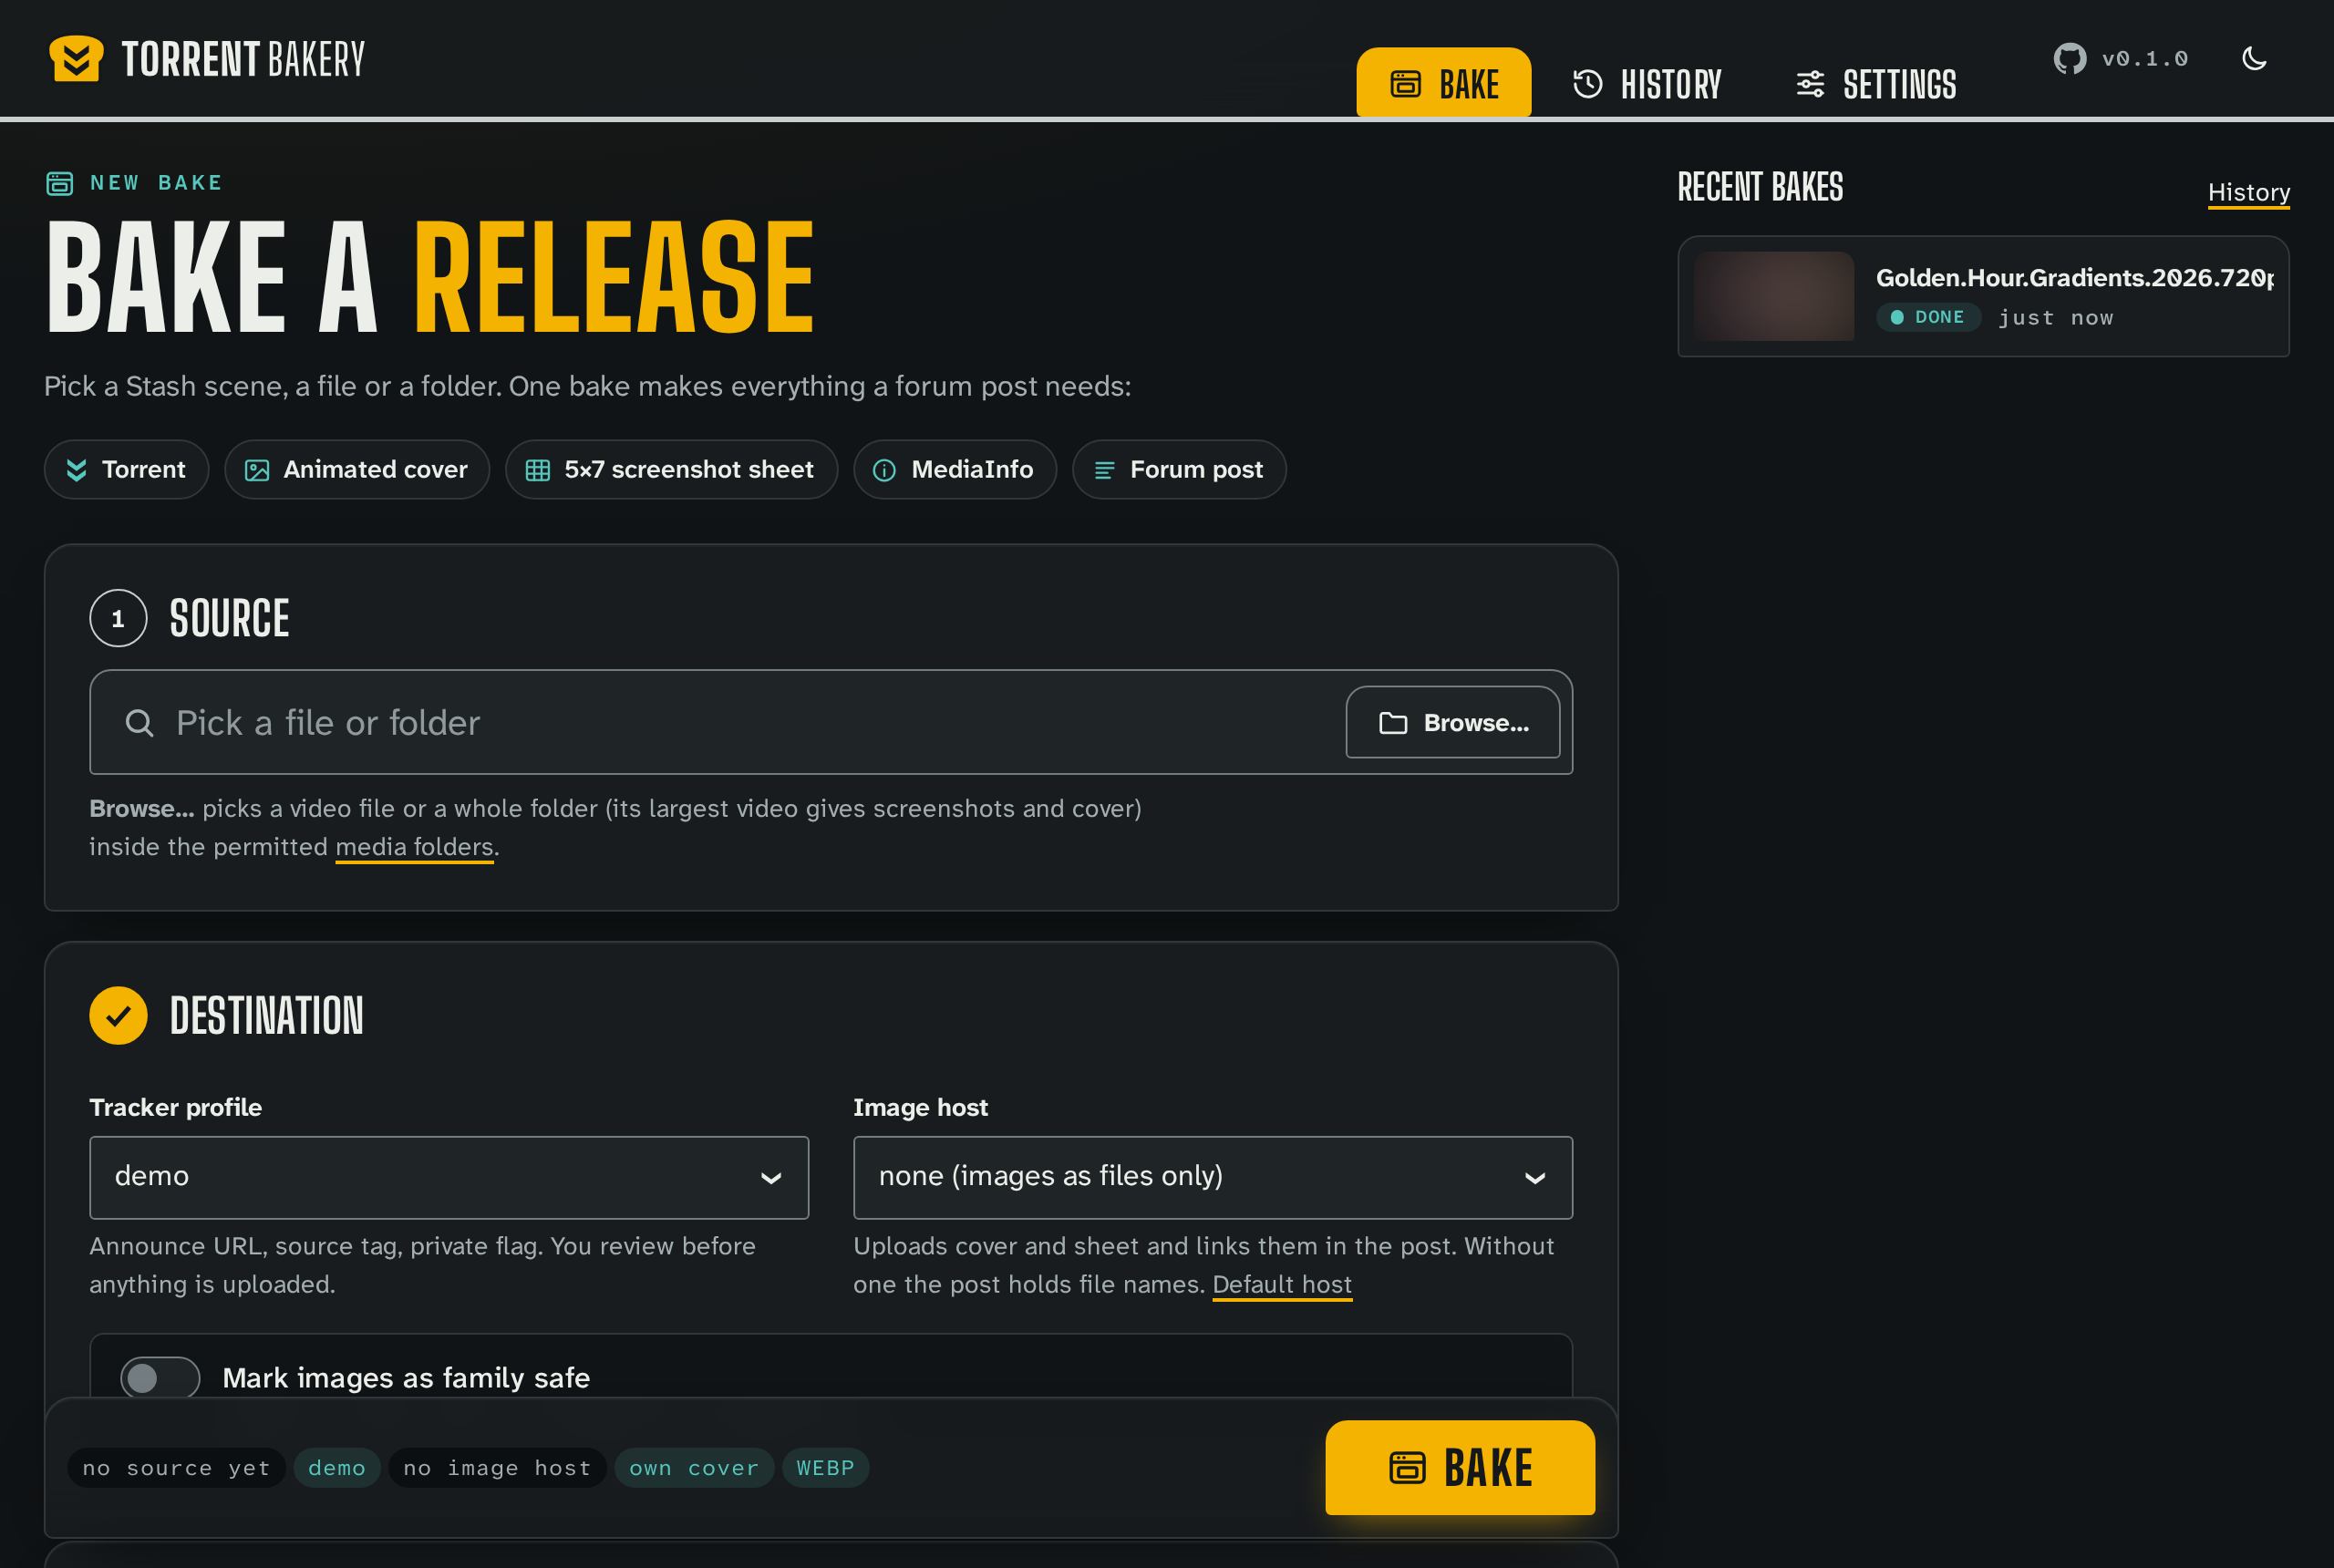 TORRENT BAKERY
BAKE
HISTORY
SETTINGS
v0.1.0
NEW BAKE
BAKE A RELEASE
Pick a Stash scene, a file or a folder. One bake makes everything a forum post needs:
Torrent
Animated cover
5×7 screenshot sheet
MediaInfo
Forum post
1 SOURCE
Pick a file or folder
Browse...
Browse... picks a video file or a whole folder (its largest video gives screenshots and cover)
inside the permitted media folders.
DESTINATION
Tracker profile
demo
Announce URL, source tag, private flag. You review before
anything is uploaded.
Image host
none (images as files only)
Uploads cover and sheet and links them in the post. Without
one the post holds file names. Default host
Mark images as family safe
no source yet
demo
no image host
own cover
WEBP
BAKE
RECENT BAKES
History
Golden.Hour.Gradients.2026.720p
DONE
just now